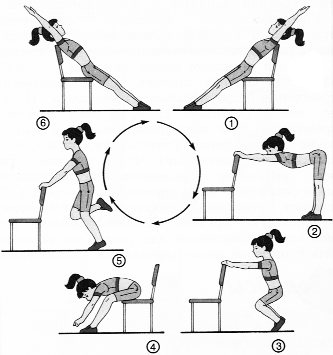 ⑥ ①
②
⑤
④ ③